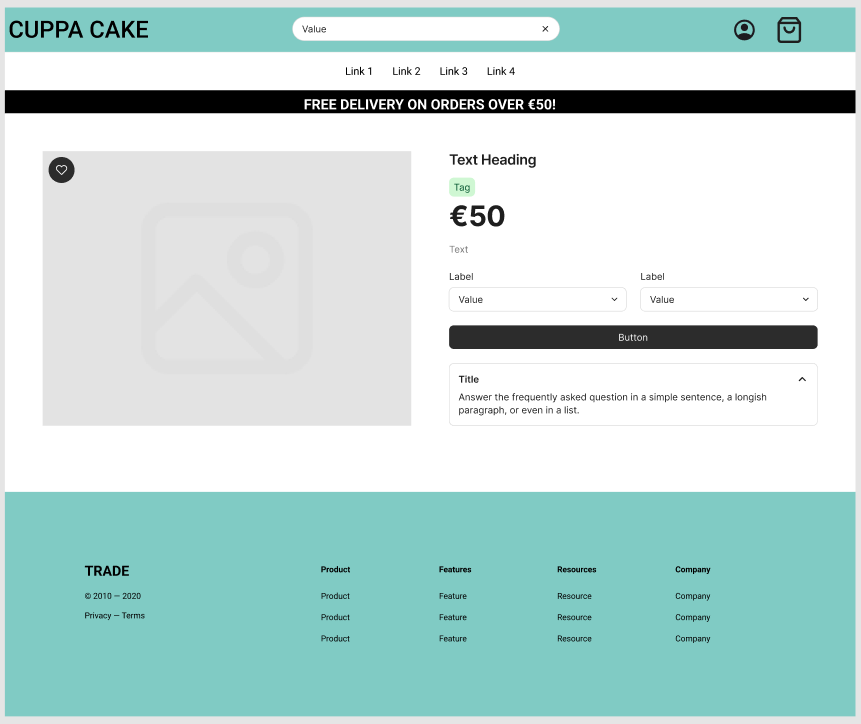 CUPPA CAKE
Value
Link 1 Link 2 Link 3 Link 4
FREE DELIVERY ON ORDERS OVER €50!
Text Heading
Tag
€50
Text
Label Label
Value Value
Button
Title
Answer the frequently asked question in a simple sentence, a longish
paragraph, or even in a list.
TRADE
© 2010 — 2020
Privacy — Terms
Product
Product
Product
Product
Features
Feature
Feature
Feature
Resources
Resource
Resource
Resource
Company
Company
Company
Company